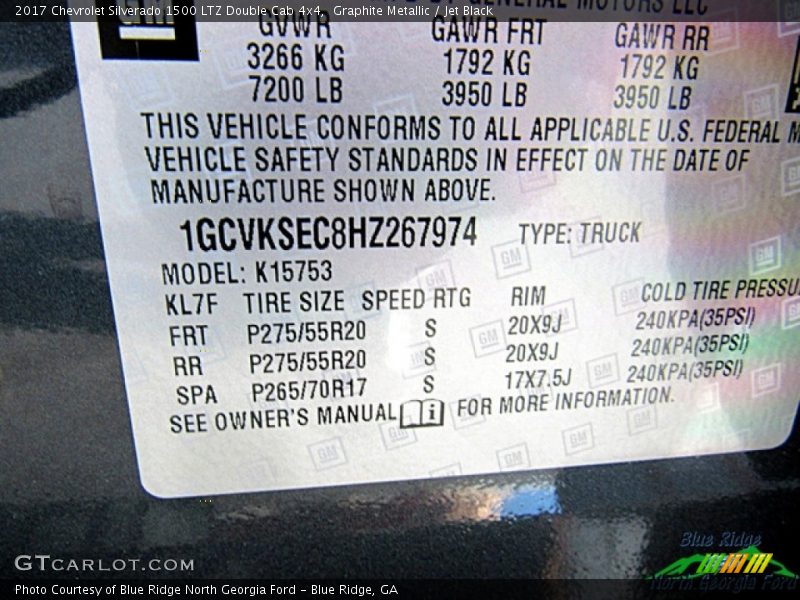 2017 Chevrolet Silverado 1500 LTZ Double Cab 4x4 , Graphite Metallic / Jet Black
GM
GENERAL MOTORS LLC
GVWR GAWR FRT GAWR RR
3266 KG 1792 KG 1792 KG
7200 LB 3950 LB 3950 LB
THIS VEHICLE CONFORMS TO ALL APPLICABLE U.S. FEDERAL M
VEHICLE SAFETY STANDARDS IN EFFECT ON THE DATE OF
MANUFACTURE SHOWN ABOVE.
1GCVKSEC8HZ267974 TYPE: TRUCK
MODEL: K15753
KL7F TIRE SIZE SPEED RTG RIM COLD TIRE PRESSU
FRT P275/55R20 S 20X9J 240KPA(35PSI)
RR P275/55R20 S 20X9J 240KPA(35PSI)
SPA P265/70R17 S 17X7.5J 240KPA(35PSI)
SEE OWNER'S MANUAL i FOR MORE INFORMATION.
GTCARLOT.COM
Blue Ridge
North Georgia Ford
Photo Courtesy of Blue Ridge North Georgia Ford – Blue Ridge, GA